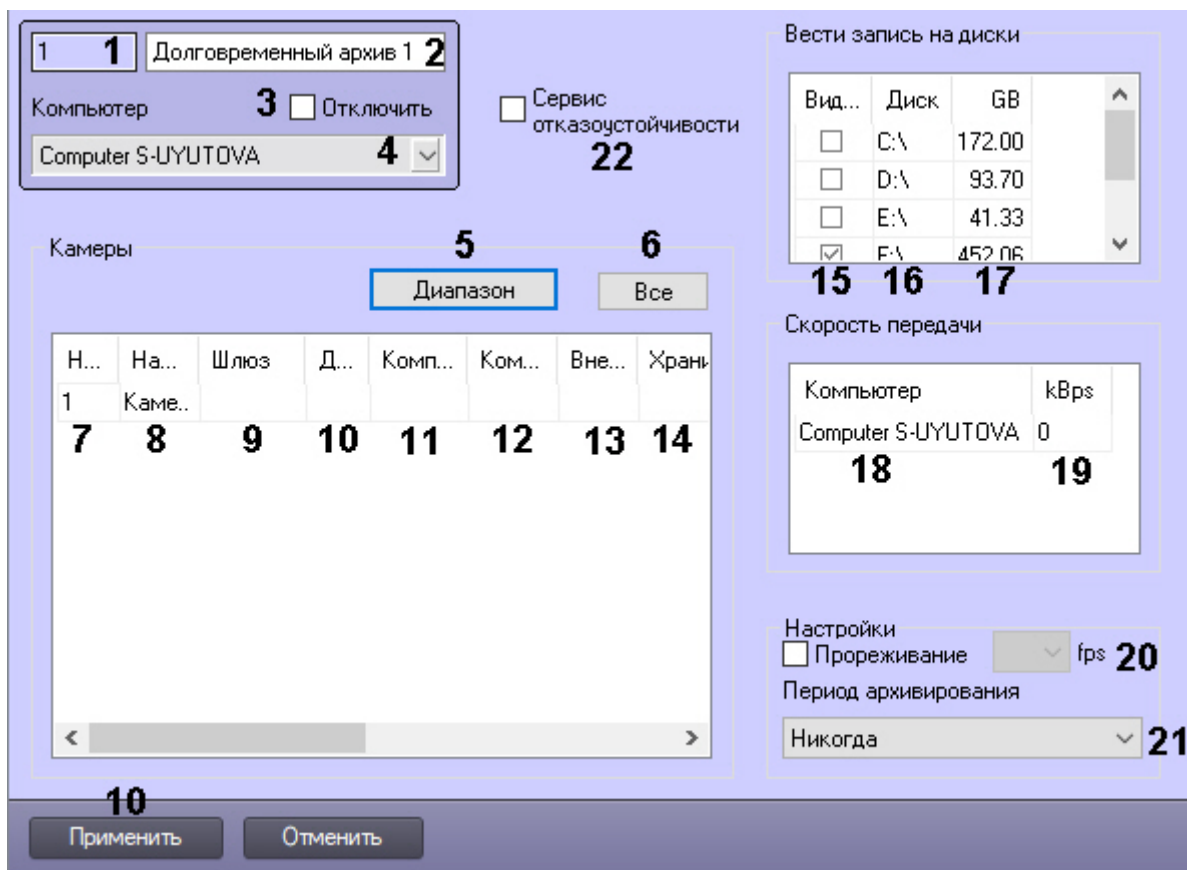 1 1 Долговременный архив 1 2
Компьютер 3 Отключить
Computer S-UYUTOVA 4
Сервис
отказоустойчивости
22
Вести запись на диски
Вид... Диск GB
C:\ 172.00
D:\ 93.70
E:\ 41.33
F:\ 452.06
15 16 17
Камеры 5 6
Диапазон Все
Н... На... Шлюз Д... Комп... Ком... Вне... Храни
1 Каме..
7 8 9 10 11 12 13 14
Скорость передачи
Компьютер kBps
Computer S-UYUTOVA 0
18 19
Настройки
Прореживание fps 20
Период архивирования
Никогда 21
10
Применить Отменить